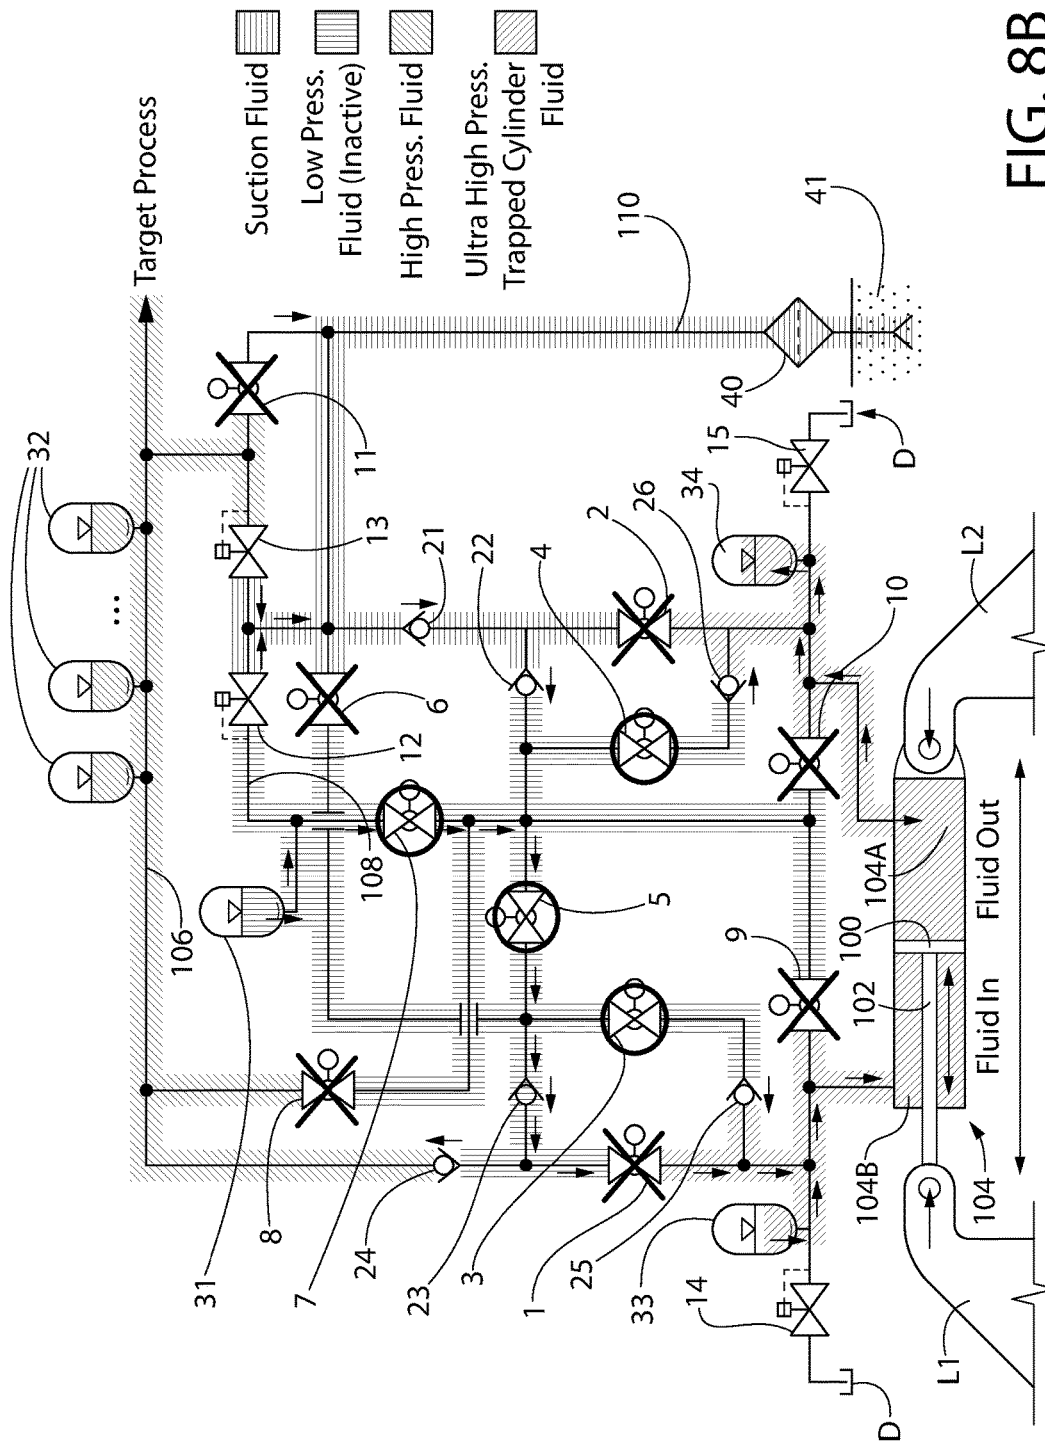 32
...
106
Target Process
Suction Fluid
Low Press.
Fluid (Inactive)
High Press. Fluid
Ultra High Press.
Trapped Cylinder
Fluid
31
8
7
108
12
6
13
11
24
23
3
1
25
5
22
21
4
2
26
110
33
14
9
10
34
15
40
41
D
D
L1
104B
104
102
100
104A
L2
Fluid In
Fluid Out
FIG. 8B